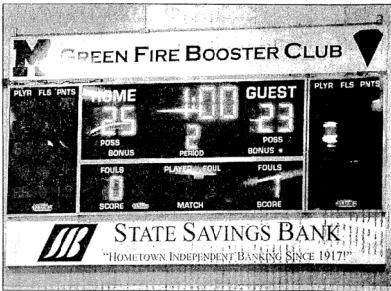 M GREEN FIRE BOOSTER CLUB
PLYR FLS PNTS HOME 4:00 GUEST PLYR FLS PNTS
25 2 23
POSS PERIOD POSS
BONUS BONUS
FOULS PLAYER FOUL FOULS
0 1
SCORE MATCH SCORE
SB STATE SAVINGS BANK
"HOMETOWN INDEPENDENT BANKING SINCE 1917!"